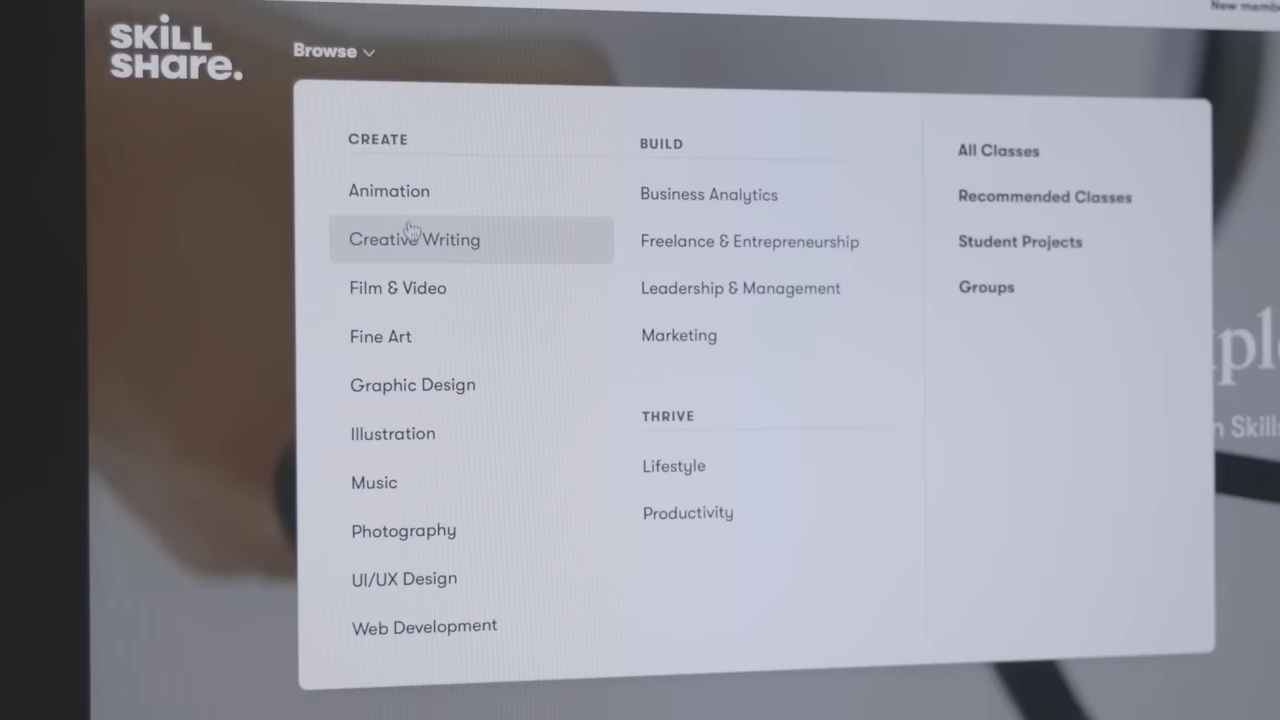 New
SKiLL
SHare.
Browse
CREATE
Animation
Creative Writing
Film & Video
Fine Art
Graphic Design
Illustration
Music
Photography
UI/UX Design
Web Development
BUILD
Business Analytics
Freelance & Entrepreneurship
Leadership & Management
Marketing
THRIVE
Lifestyle
Productivity
All Classes
Recommended Classes
Student Projects
Groups